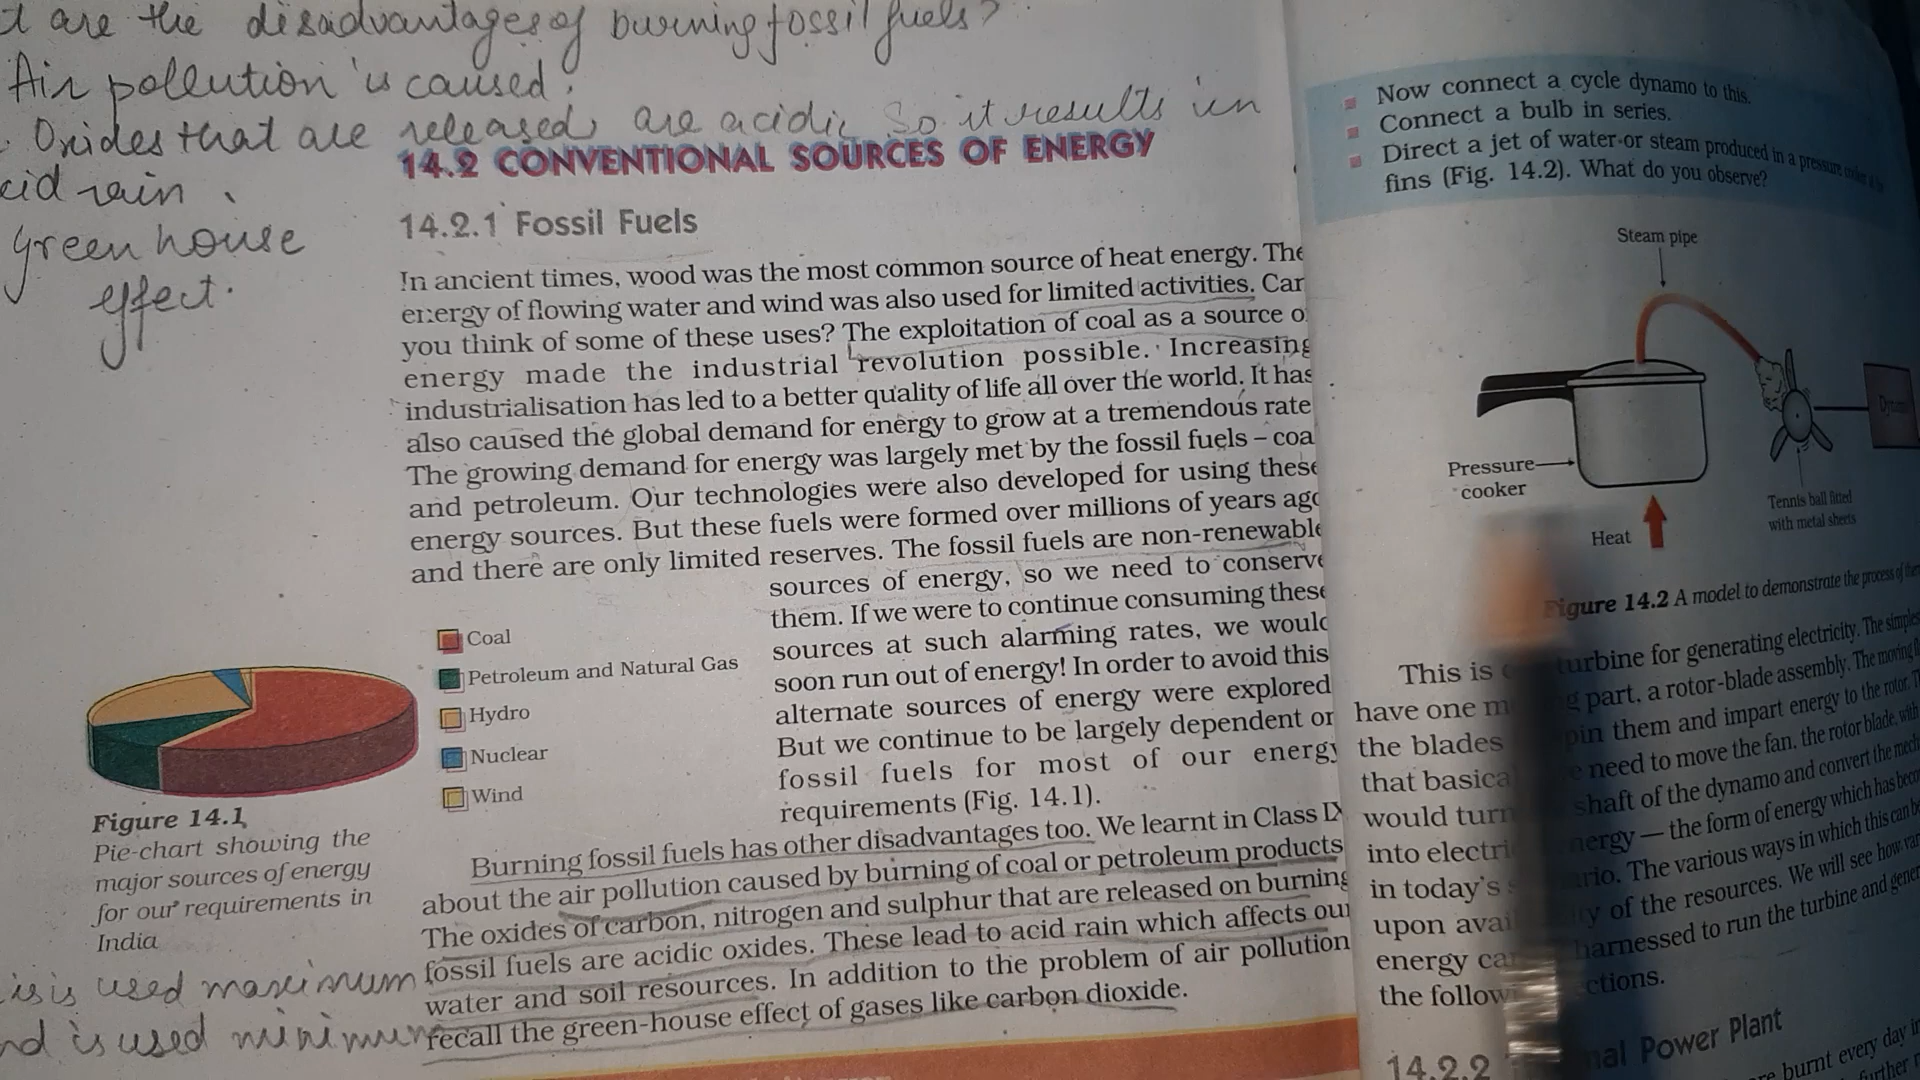 are the disadvantages of burning fossil fuels?
Air pollution is caused.
Oxides that are released are acidic so it results in
rain.
Green house
effect.
14.2 CONVENTIONAL SOURCES OF ENERGY
14.2.1 Fossil Fuels
In ancient times, wood was the most common source of heat energy. The
energy of flowing water and wind was also used for limited activities. Can
you think of some of these uses? The exploitation of coal as a source o
energy made the industrial revolution possible. Increasing
industrialisation has led to a better quality of life all over the world. It has
also caused the global demand for energy to grow at a tremendous rate
The growing demand for energy was largely met by the fossil fuels – coa
and petroleum. Our technologies were also developed for using these
energy sources. But these fuels were formed over millions of years ago
and there are only limited reserves. The fossil fuels are non-renewable
sources of energy, so we need to conserve
them. If we were to continue consuming these
sources at such alarming rates, we would
soon run out of energy! In order to avoid this
alternate sources of energy were explored
But we continue to be largely dependent on
fossil fuels for most of our energy
requirements (Fig. 14.1).
Coal
Petroleum and Natural Gas
Hydro
Nuclear
Wind
Figure 14.1
Pie-chart showing the
major sources of energy
for our requirements in
India
Burning fossil fuels has other disadvantages too. We learnt in Class IX
about the air pollution caused by burning of coal or petroleum products
The oxides of carbon, nitrogen and sulphur that are released on burning
fossil fuels are acidic oxides. These lead to acid rain which affects our
water and soil resources. In addition to the problem of air pollution
recall the green-house effect of gases like carbon dioxide.
is used maximum
is used minimum
Now connect a cycle dynamo to this.
Connect a bulb in series.
Direct a jet of water or steam produced in a pressure
fins (Fig. 14.2). What do you observe?
Steam pipe
Pressure
cooker
Heat
Tennis ball fitted
with metal sheets
Figure 14.2 A model to demonstrate the process of
This is turbine for generating electricity. The simples
have one part, a rotor-blade assembly. The moving
the blades them and impart energy to the rotor.
that basica need to move the fan, the rotor blade, with
would turn shaft of the dynamo and convert the mech
into electri energy — the form of energy which has beco
in today's The various ways in which this can b
upon avai of the resources. We will see how var
energy ca harnessed to run the turbine and gener
the follow ctions.
14.2.2 Power Plant
burnt every day in
further